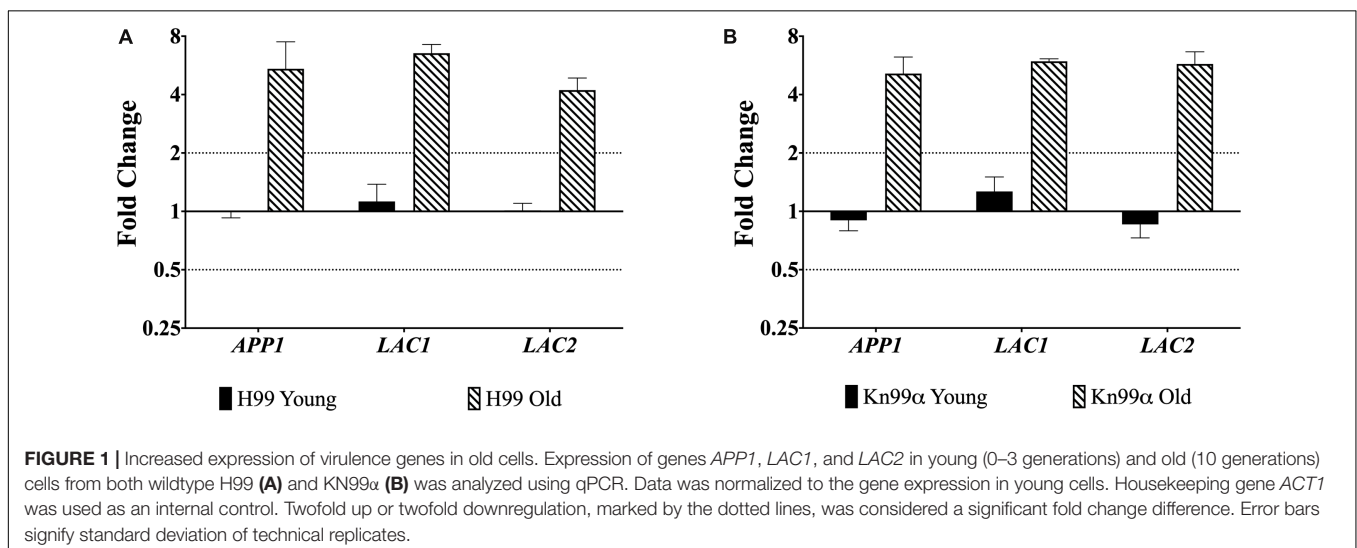 A
8
4
2
1
0.5
0.25
Fold Change
APP1 LAC1 LAC2
H99 Young H99 Old
B
8
4
2
1
0.5
0.25
Fold Change
APP1 LAC1 LAC2
Kn99α Young Kn99α Old
FIGURE 1 | Increased expression of virulence genes in old cells. Expression of genes APP1, LAC1, and LAC2 in young (0–3 generations) and old (10 generations)
cells from both wildtype H99 (A) and KN99α (B) was analyzed using qPCR. Data was normalized to the gene expression in young cells. Housekeeping gene ACT1
was used as an internal control. Twofold up or twofold downregulation, marked by the dotted lines, was considered a significant fold change difference. Error bars
signify standard deviation of technical replicates.